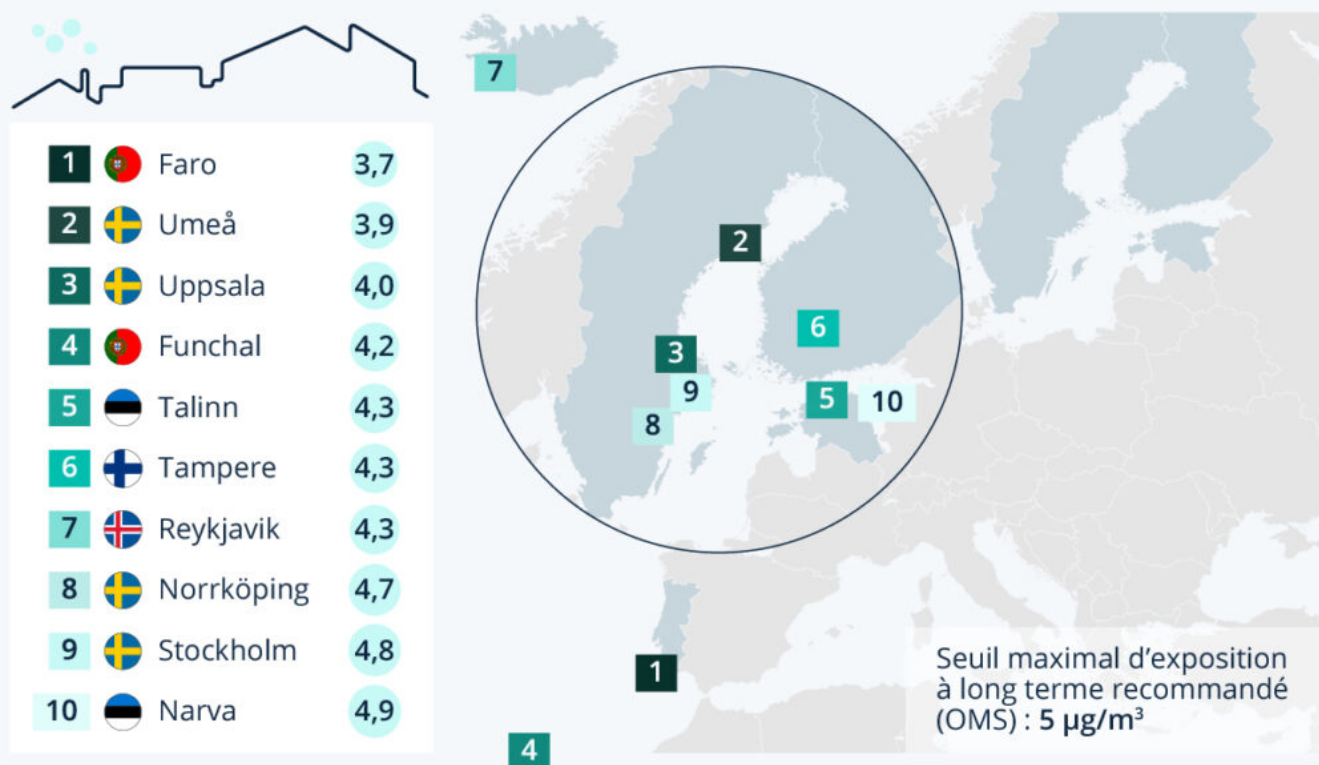 1 Faro 3,7
2 Umeå 3,9
3 Uppsala 4,0
4 Funchal 4,2
5 Talinn 4,3
6 Tampere 4,3
7 Reykjavik 4,3
8 Norrköping 4,7
9 Stockholm 4,8
10 Narva 4,9
7
2
6
3
9
5
10
8
1
4
Seuil maximal d’exposition
à long terme recommandé
(OMS) : 5 µg/m³